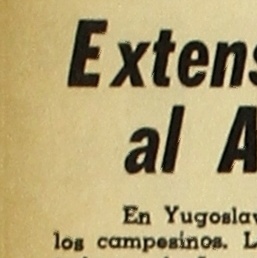 Extens
al A
En Yugoslav
los campesinos. L